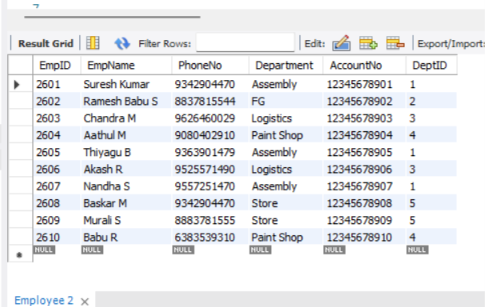 Result Grid Filter Rows: Edit: Export/Import:
EmpID EmpName PhoneNo Department AccountNo DeptID
2601 Suresh Kumar 9342904470 Assembly 12345678901 1
2602 Ramesh Babu S 8837815544 FG 12345678902 2
2603 Chandra M 9626460029 Logistics 12345678903 3
2604 Aathul M 9080402910 Paint Shop 12345678904 4
2605 Thiyagu B 9363901479 Assembly 12345678905 1
2606 Akash R 9525571490 Logistics 12345678906 3
2607 Nandha S 9557251470 Assembly 12345678907 1
2608 Baskar M 9342904470 Store 12345678908 5
2609 Murali S 8883781555 Store 12345678909 5
2610 Babu R 6383539310 Paint Shop 12345678910 4
NULL NULL NULL NULL NULL NULL
Employee 2 ×